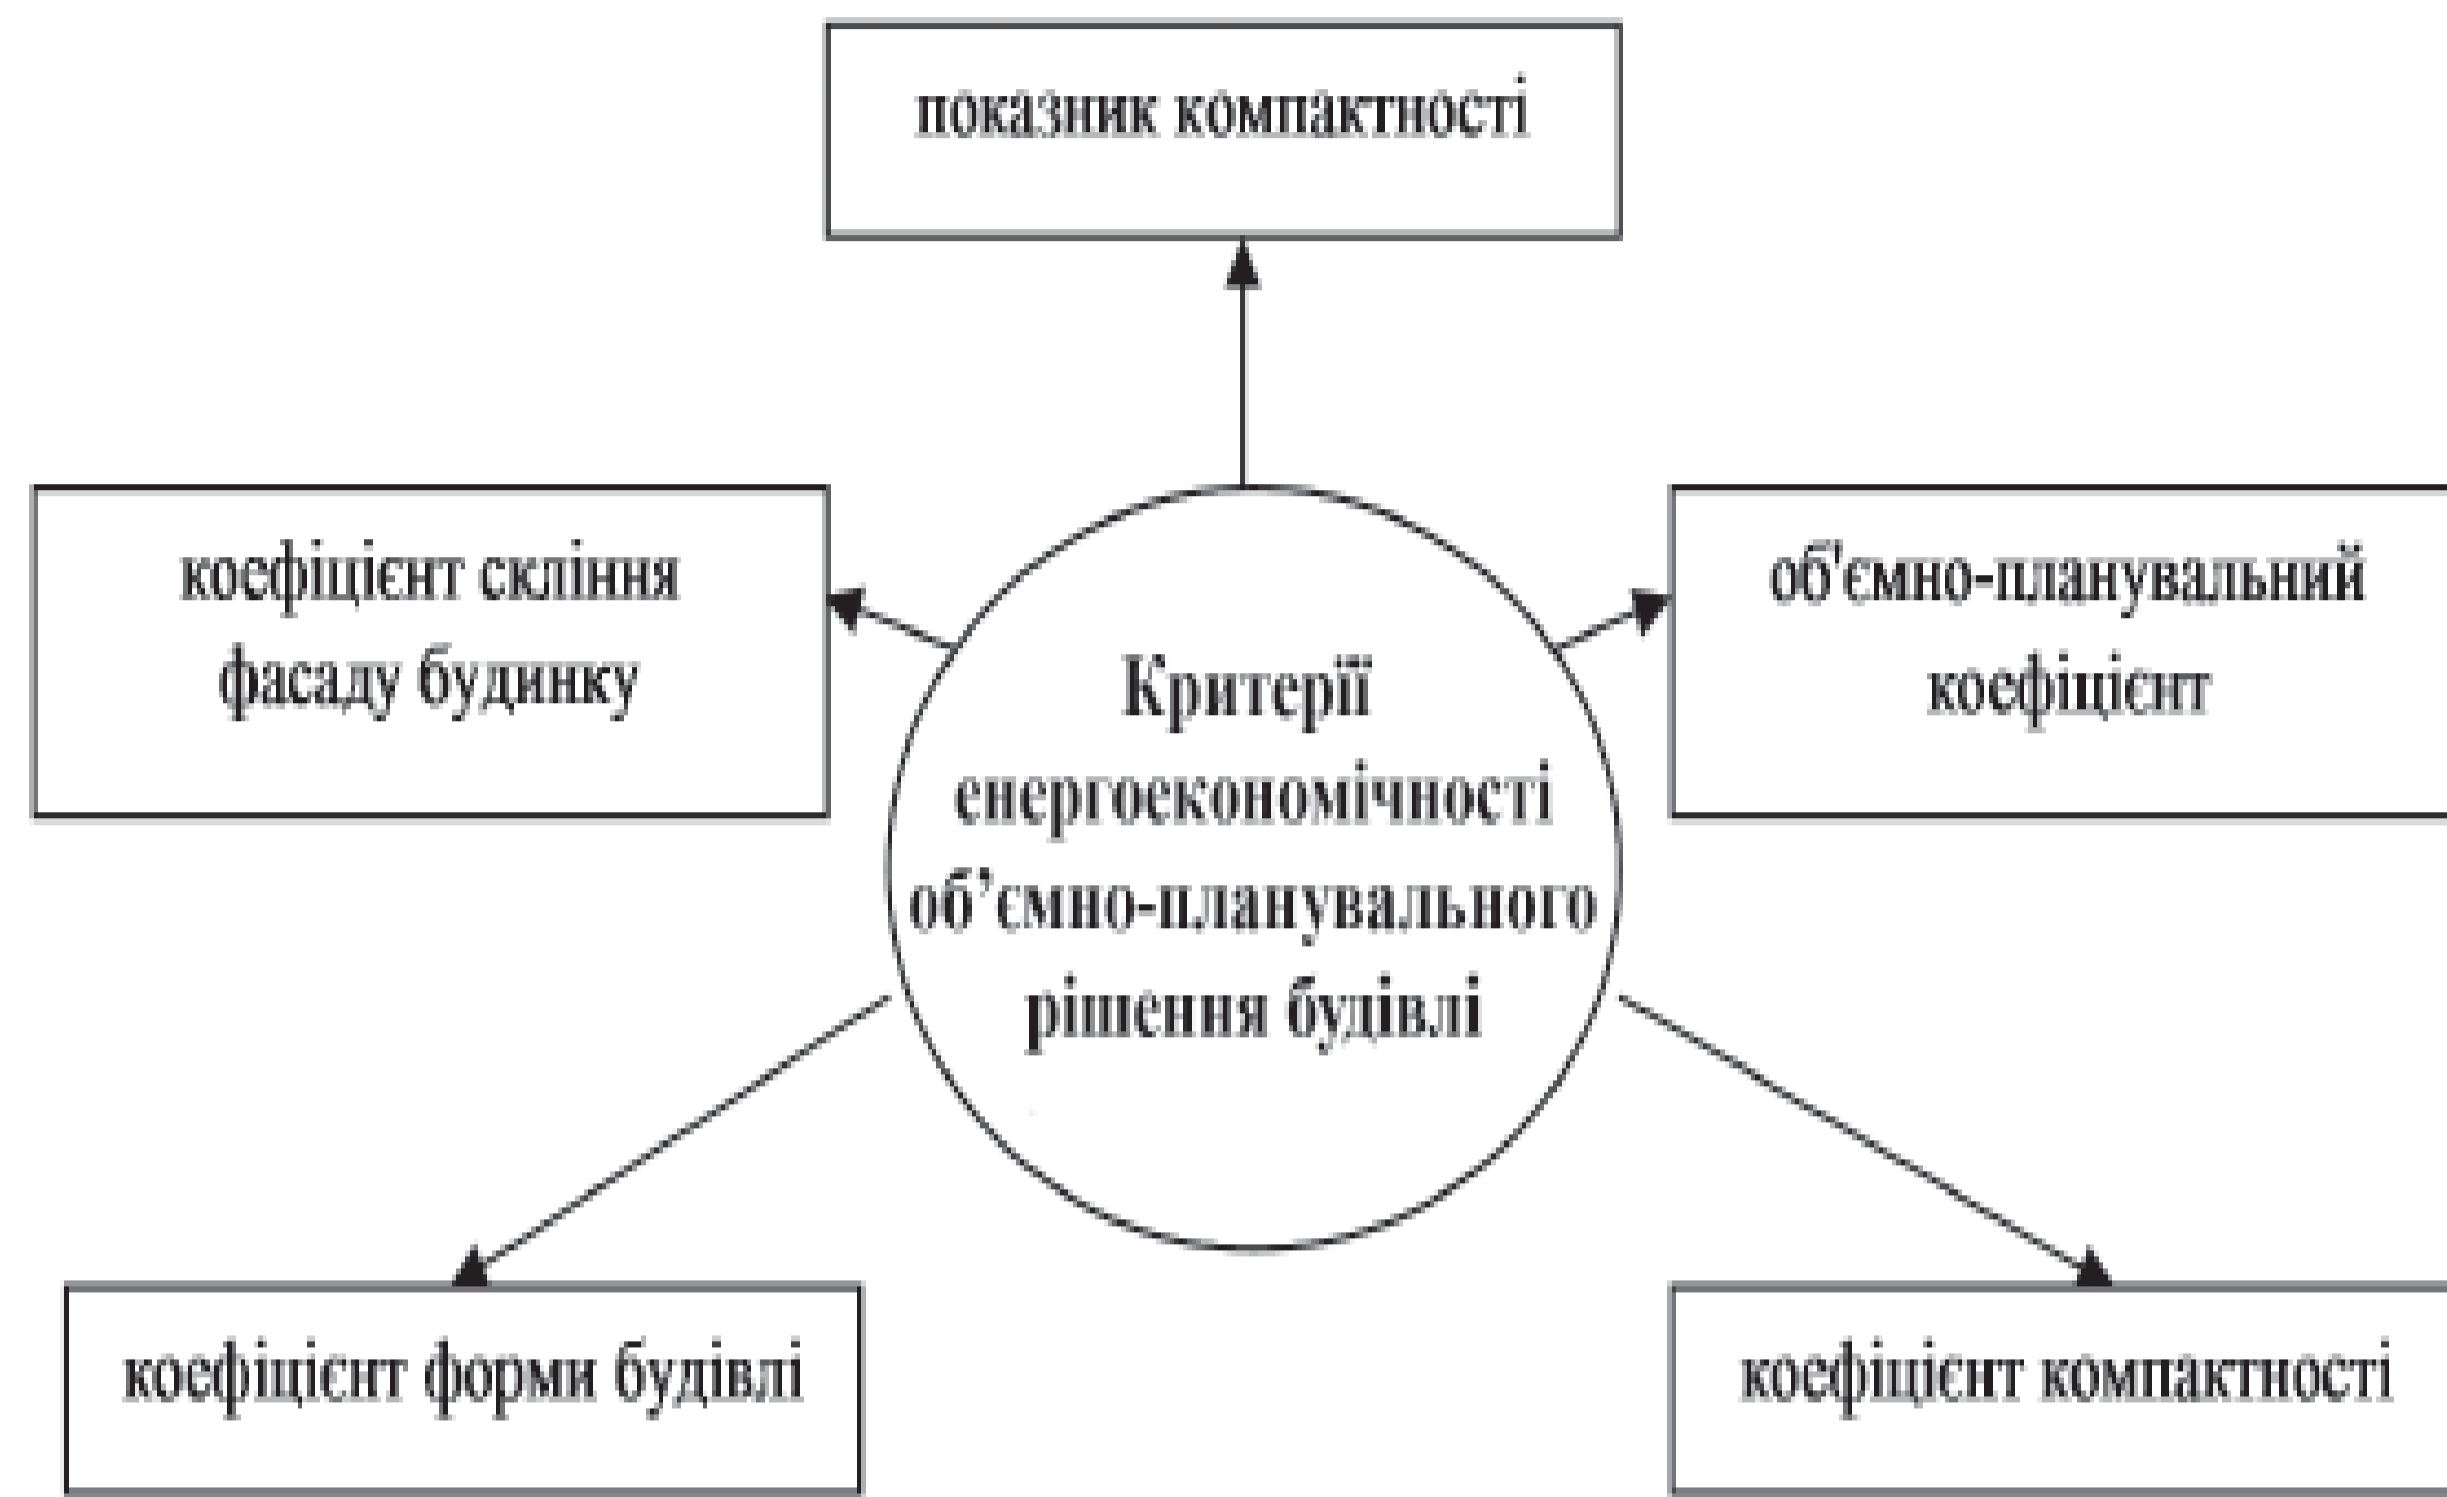 показник компактності
коефіцієнт скління
фасаду будинку
об'ємно-планувальний
коефіцієнт
Критерії
енергоекономічності
об’ємно-планувального
рішення будівлі
коефіцієнт форми будівлі
коефіцієнт компактності